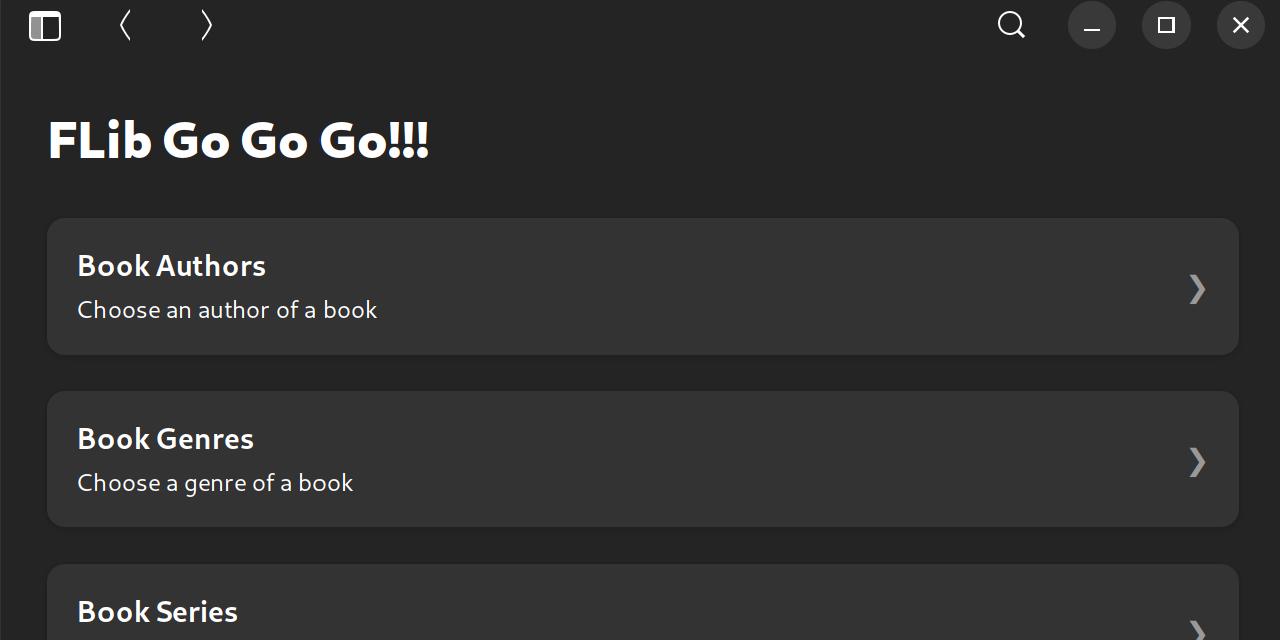 FLib Go Go Go!!!
Book Authors
Choose an author of a book
Book Genres
Choose a genre of a book
Book Series